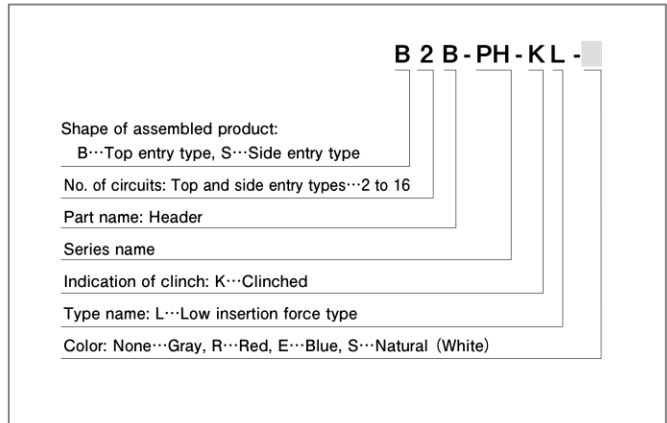 B 2 B - PH - K L -
Shape of assembled product:
B…Top entry type, S…Side entry type
No. of circuits: Top and side entry types…2 to 16
Part name: Header
Series name
Indication of clinch: K…Clinched
Type name: L…Low insertion force type
Color: None…Gray, R…Red, E…Blue, S…Natural (White)